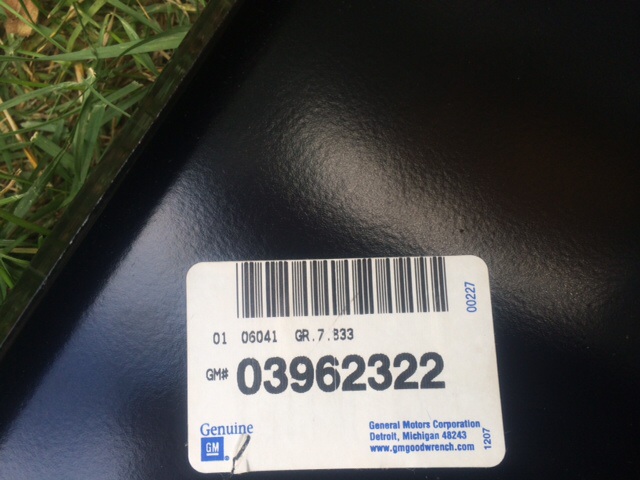 00227
01 06041 GR.7.833
GM# 03962322
Genuine
GM
General Motors Corporation
Detroit, Michigan 48243
www.gmgoodwrench.com
1207